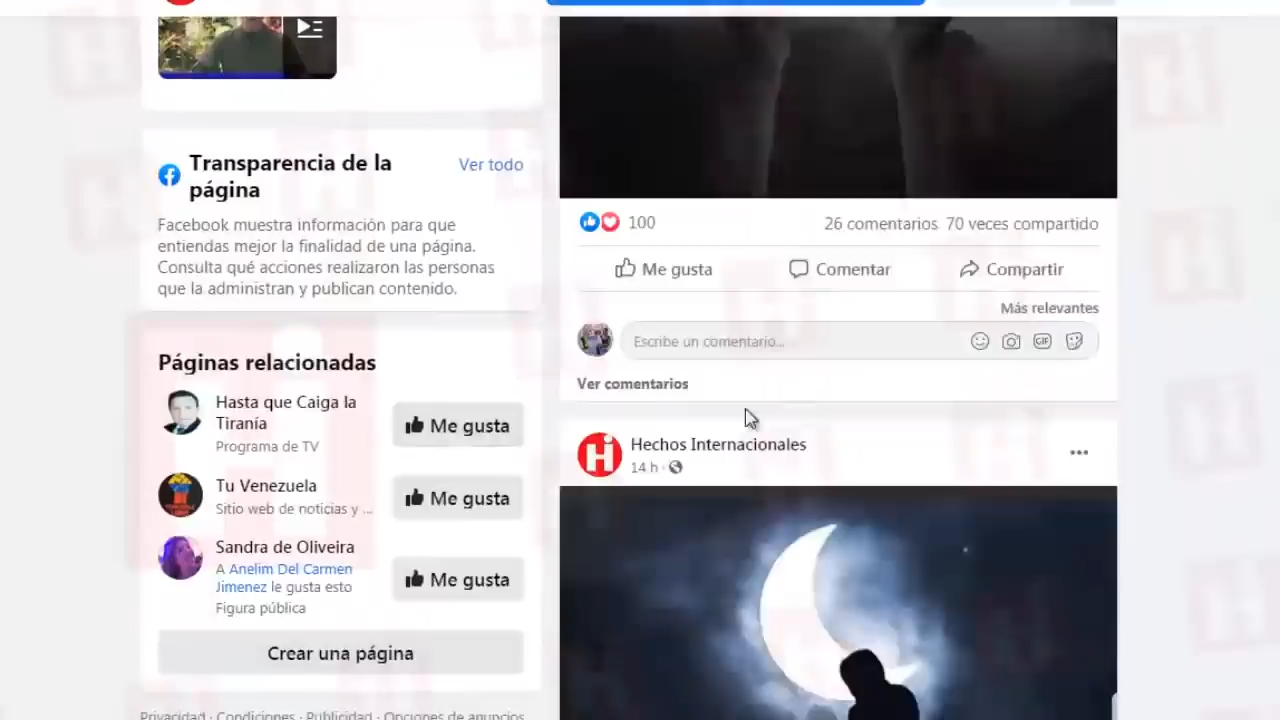 Transparencia de la
página
Ver todo
Facebook muestra información para que
entiendas mejor la finalidad de una página.
Consulta qué acciones realizaron las personas
que la administran y publican contenido.
Páginas relacionadas
Hasta que Caiga la
Tiranía
Programa de TV
Me gusta
Tu Venezuela
Sitio web de noticias y ...
Me gusta
Sandra de Oliveira
A Anelim Del Carmen
Jimenez le gusta esto
Figura pública
Me gusta
Crear una página
Privacidad · Condiciones · Publicidad · Opciones de anuncios
100
26 comentarios 70 veces compartido
Me gusta Comentar Compartir
Más relevantes
Escribe un comentario...
GIF
Ver comentarios
Hi
Hechos Internacionales
14 h ·